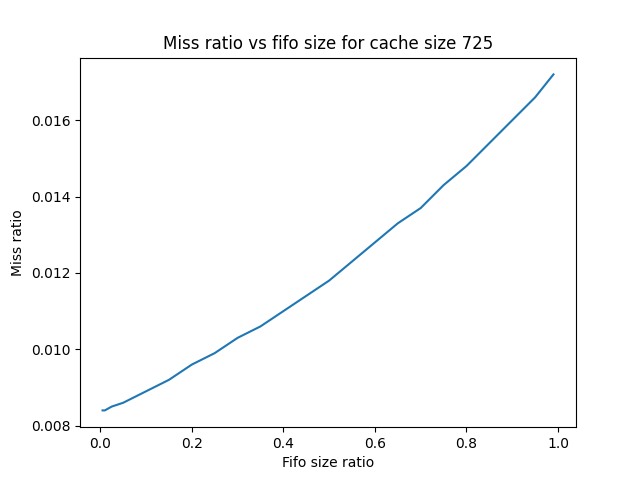 Miss ratio vs fifo size for cache size 725
0.016
0.014
0.012
0.010
0.008
Miss ratio
0.0 0.2 0.4 0.6 0.8 1.0
Fifo size ratio